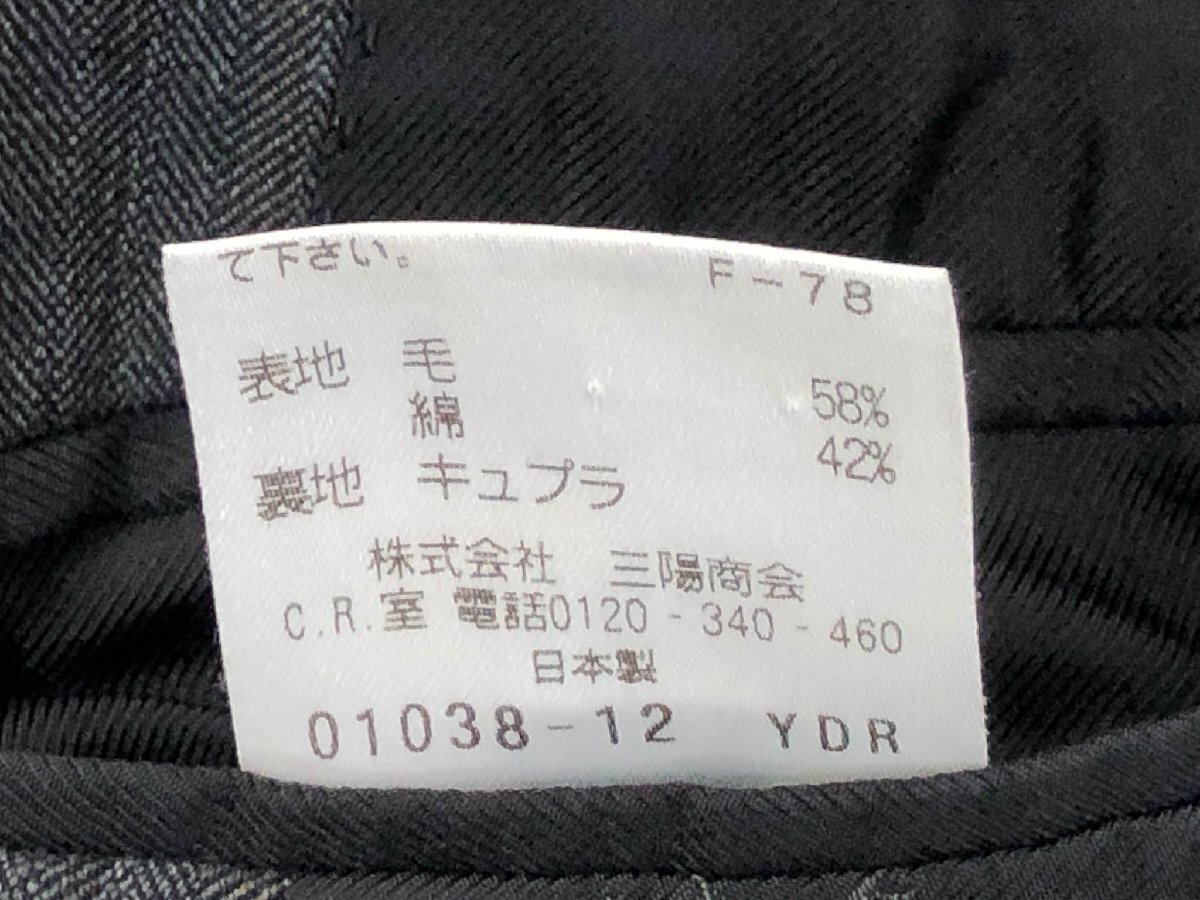 て下さい。 F-78
表地 毛 58%
綿 42%
裏地 キュプラ
株式会社 三陽商会
C.R.室 電話0120-340-460
日本製
01038-12 YDR